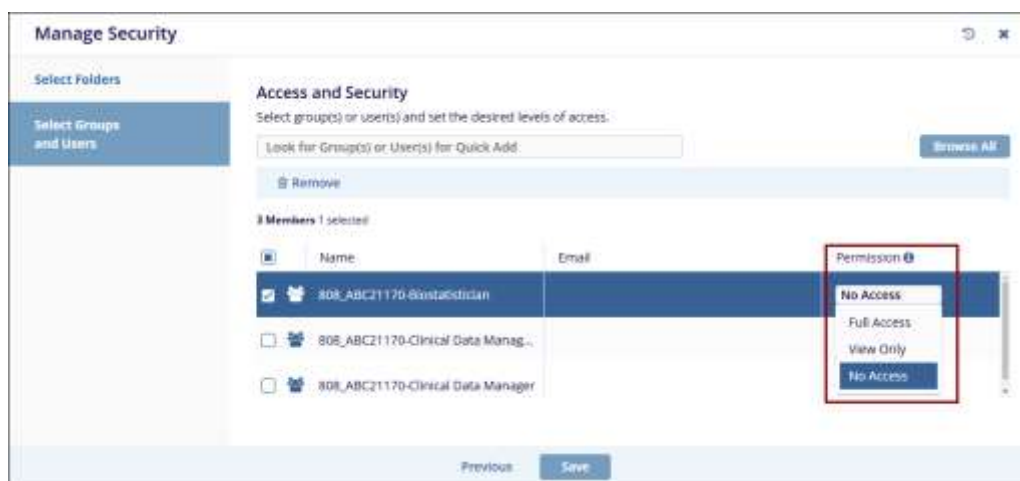 Manage Security
Select Folders
Select Groups
and Users
Access and Security
Select group(s) or user(s) and set the desired levels of access.
Look for Group(s) or User(s) for Quick Add
Browse All
Remove
3 Members 1 selected
Name Email Permission
808_ABC21170-Biostatistician No Access
Full Access
808_ABC21170-Clinical Data Manag...
View Only
No Access
808_ABC21170-Clinical Data Manager
Previous Save